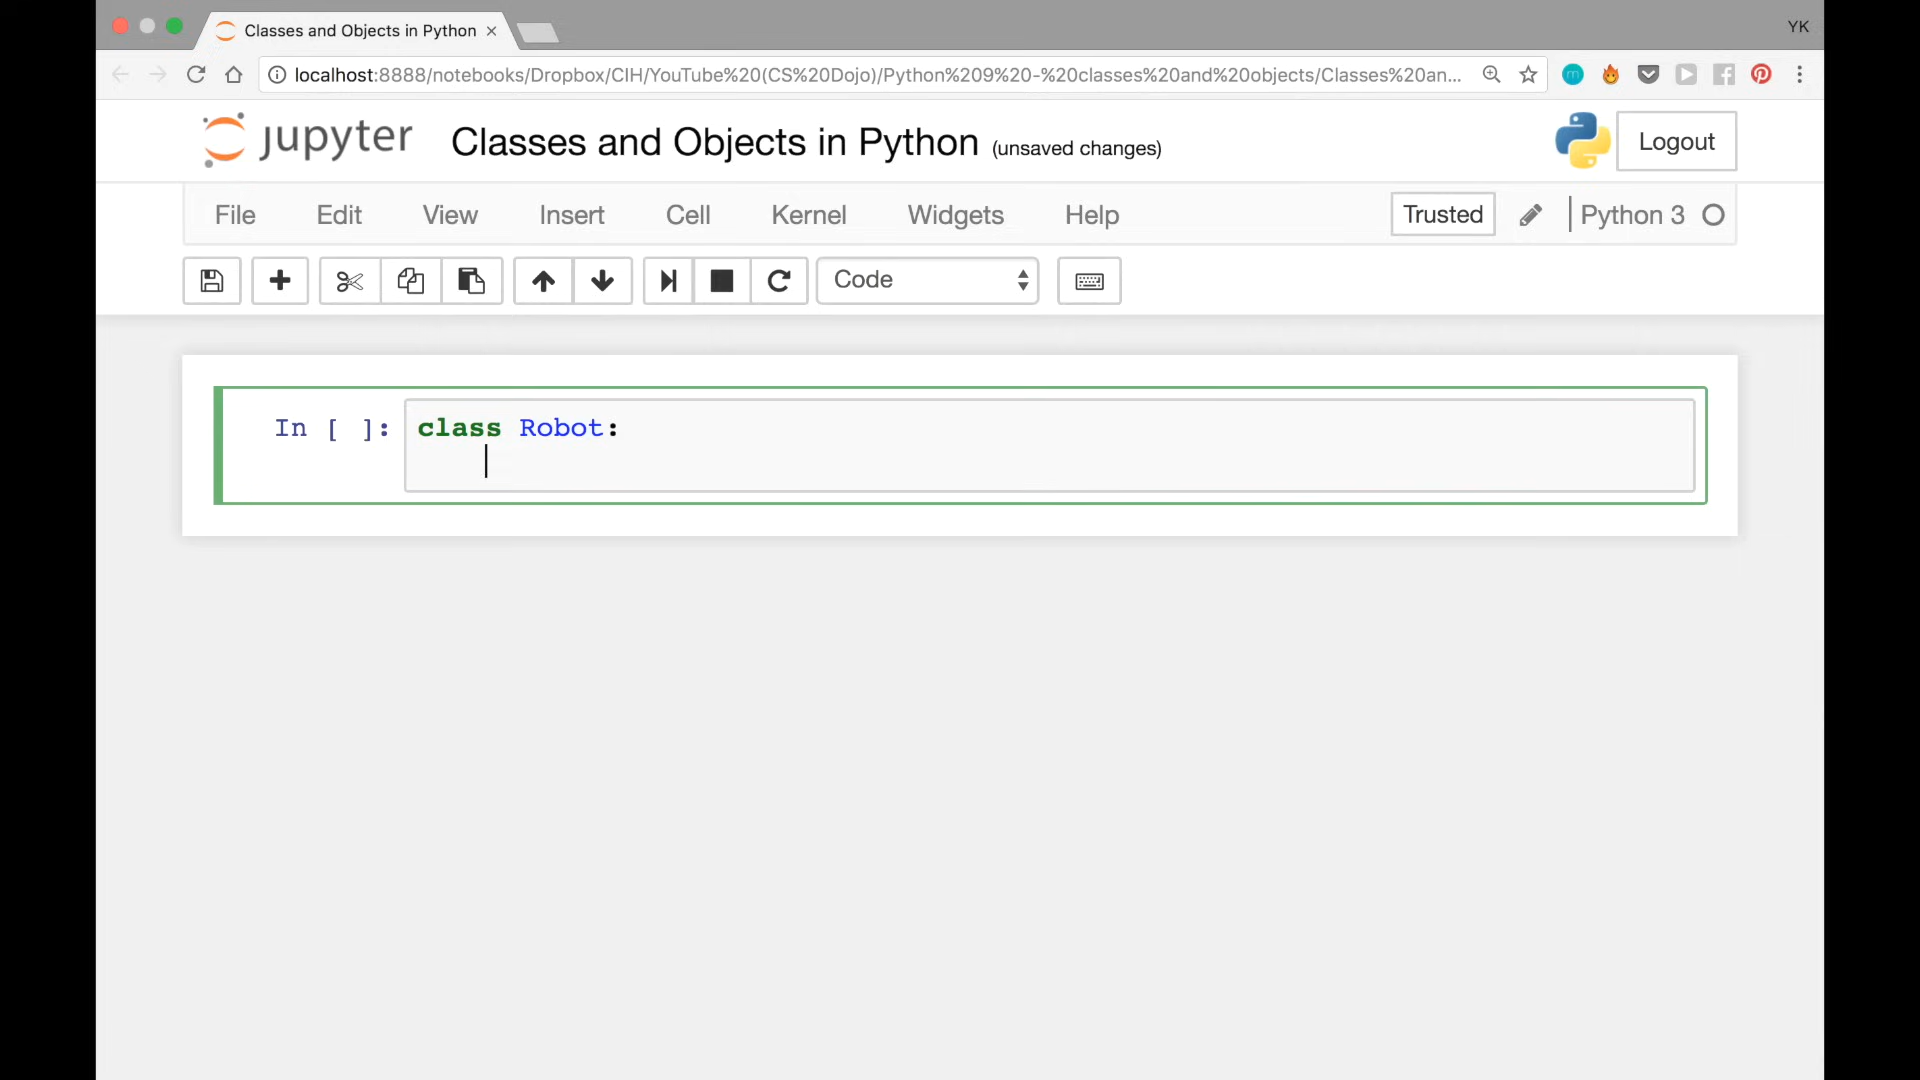 Classes and Objects in Python ×
YK
localhost:8888/notebooks/Dropbox/CIH/YouTube%20(CS%20Dojo)/Python%209%20-%20classes%20and%20objects/Classes%20an...
jupyter Classes and Objects in Python (unsaved changes)
Logout
File Edit View Insert Cell Kernel Widgets Help Trusted Python 3
Code
In [ ]: class Robot: